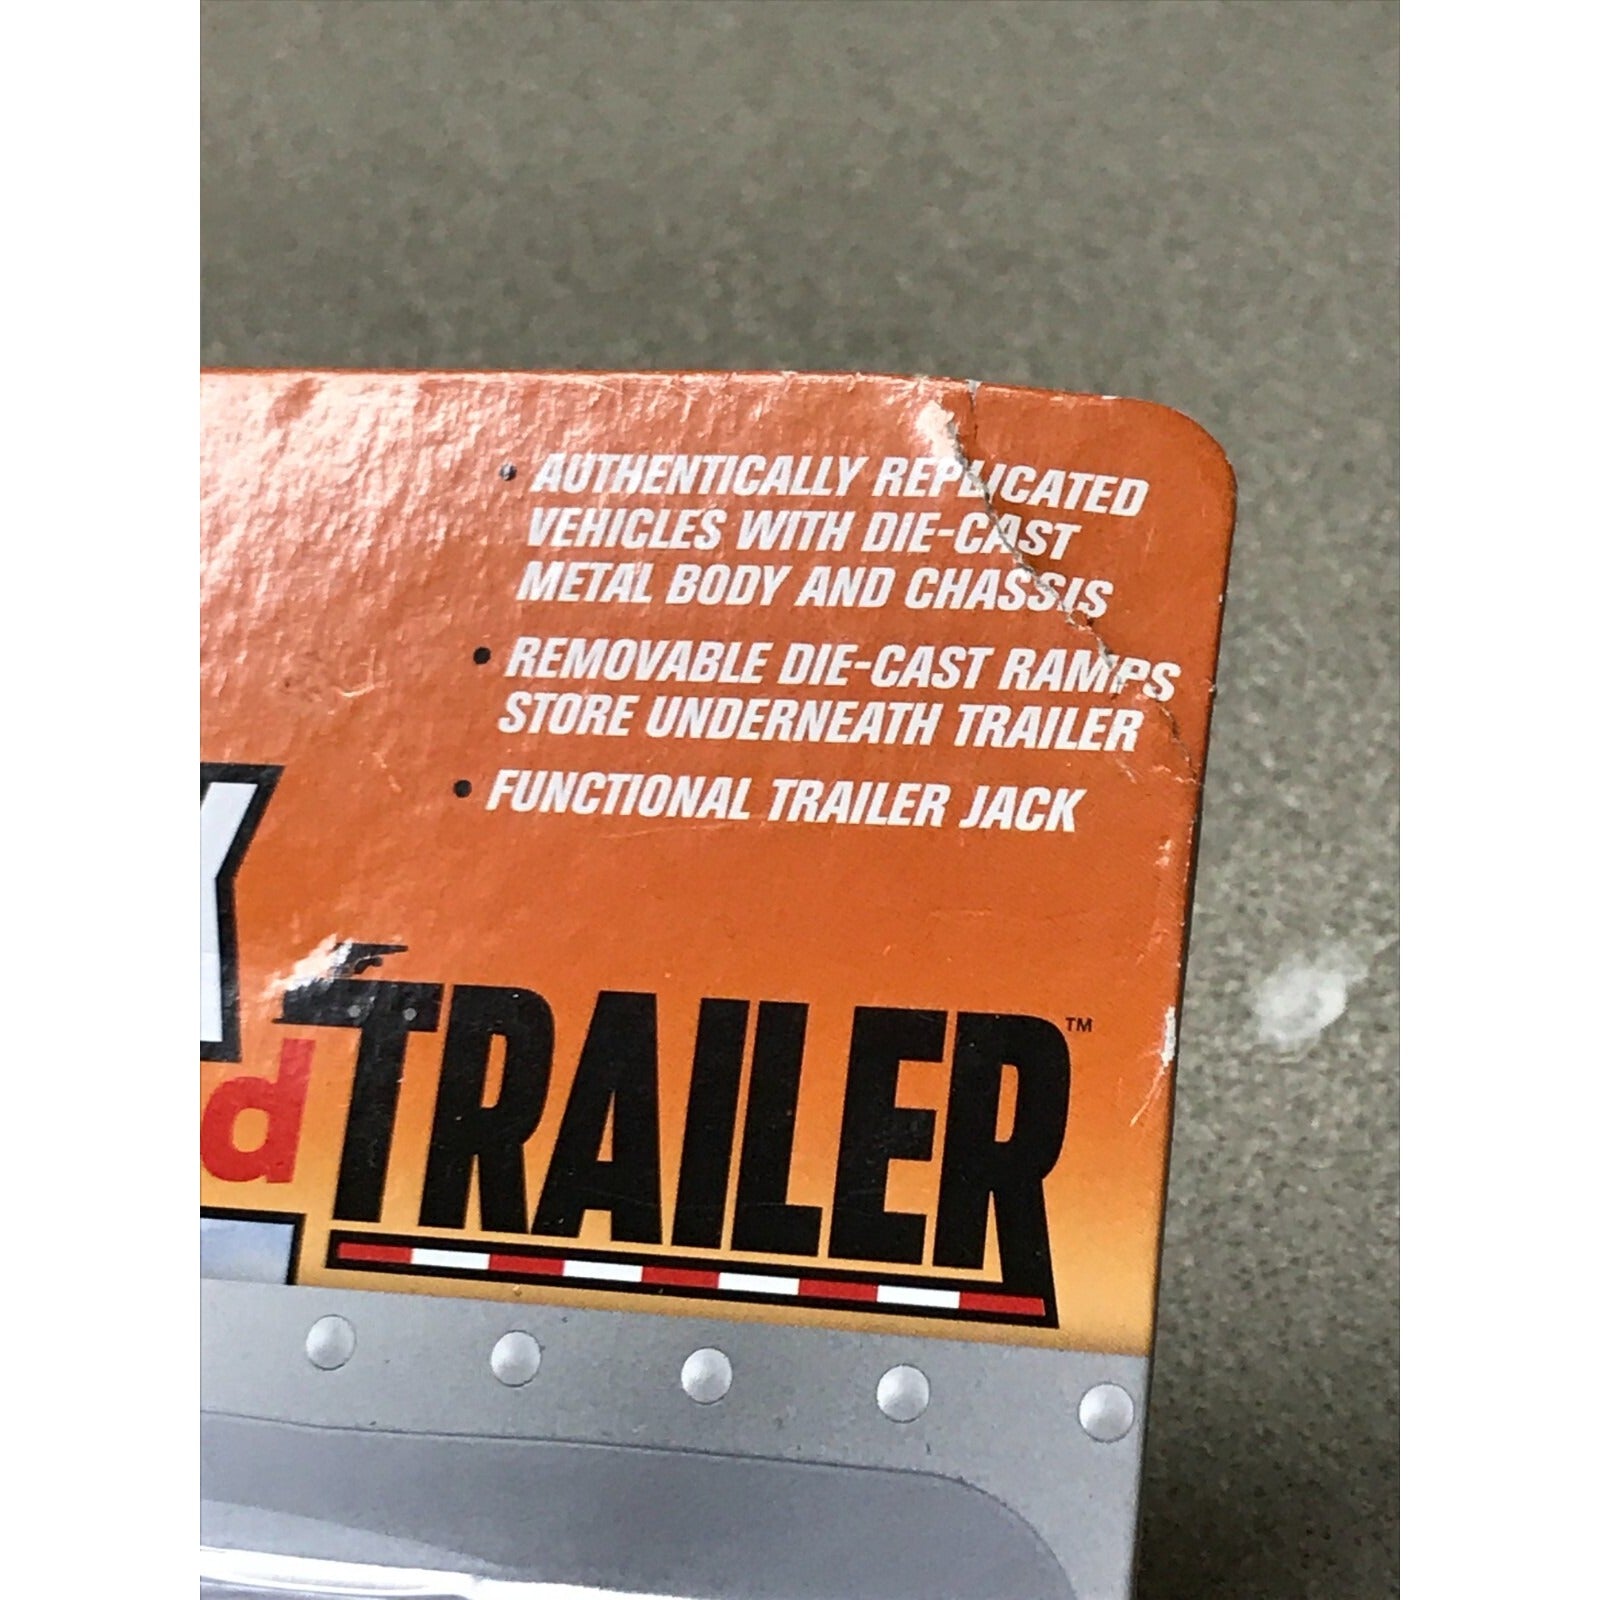 • AUTHENTICALLY REPLICATED
VEHICLES WITH DIE-CAST
METAL BODY AND CHASSIS
• REMOVABLE DIE-CAST RAMPS
STORE UNDERNEATH TRAILER
• FUNCTIONAL TRAILER JACK
TRAILER™